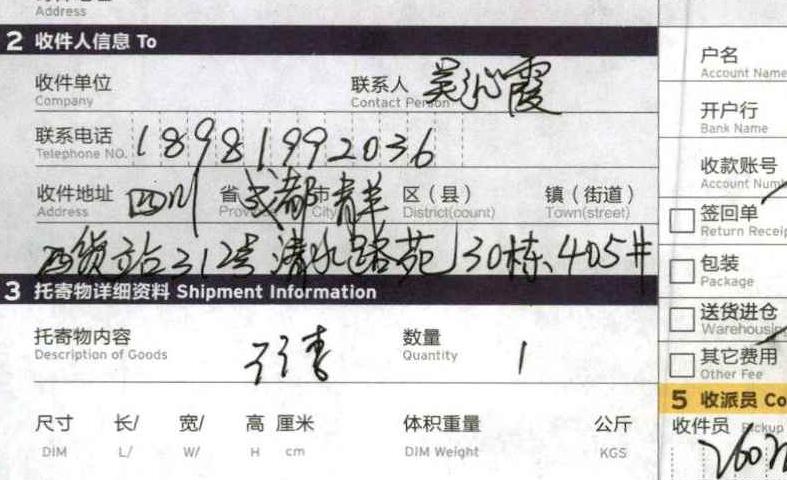 Address
2 收件人信息 To
收件单位 联系人 吴沁霞
Company Contact Person
联系电话 18981992036
Telephone NO.
收件地址 四川 省 成都 市 青羊 区（县） 镇（街道）
Address Province City District(count) Town(street)
西货站312号 清水路苑 130栋、405#
3 托寄物详细资料 Shipment Information
托寄物内容 数量 1
Description of Goods Quantity
尺寸 长/ 宽/ 高 厘米 体积重量 公斤
DIM L/ W/ H cm DIM Weight KGS
户名
Account Name
开户行
Bank Name
收款账号
Account Num
签回单
Return Receip
包装
Package
送货进仓
Warehousing
其它费用
Other Fee
5 收派员 Co
收件员 Pickup